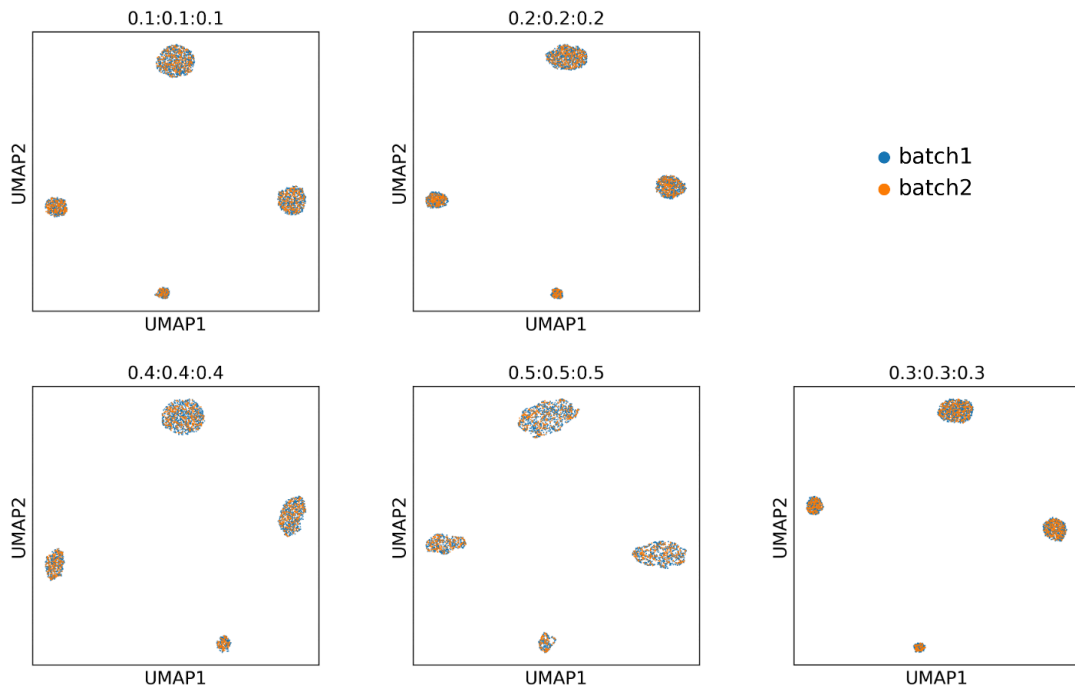 0.1:0.1:0.1
UMAP2
UMAP1
0.2:0.2:0.2
UMAP2
UMAP1
batch1
batch2
0.4:0.4:0.4
UMAP2
UMAP1
0.5:0.5:0.5
UMAP2
UMAP1
0.3:0.3:0.3
UMAP2
UMAP1